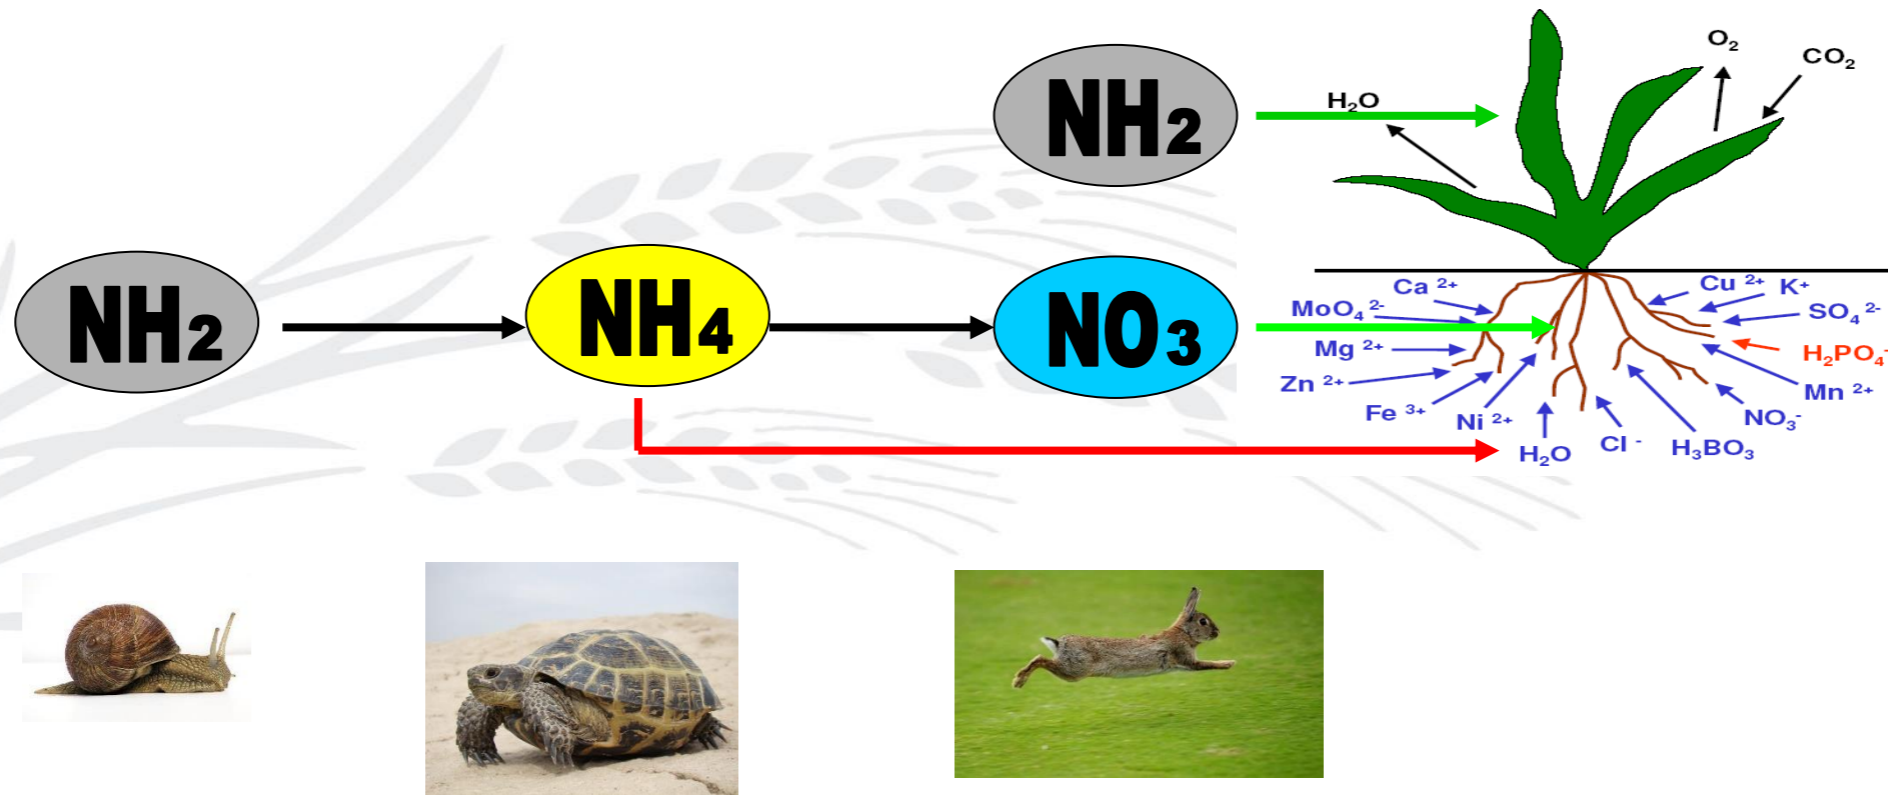 NH₂
H₂O
O₂
CO₂
NH₂
NH₄
NO₃
Ca ²⁺
MoO₄ ²⁻
Mg ²⁺
Zn ²⁺
Fe ³⁺
Ni ²⁺
H₂O
Cl ⁻
H₃BO₃
NO₃⁻
Mn ²⁺
H₂PO₄⁻
SO₄ ²⁻
K⁺
Cu ²⁺